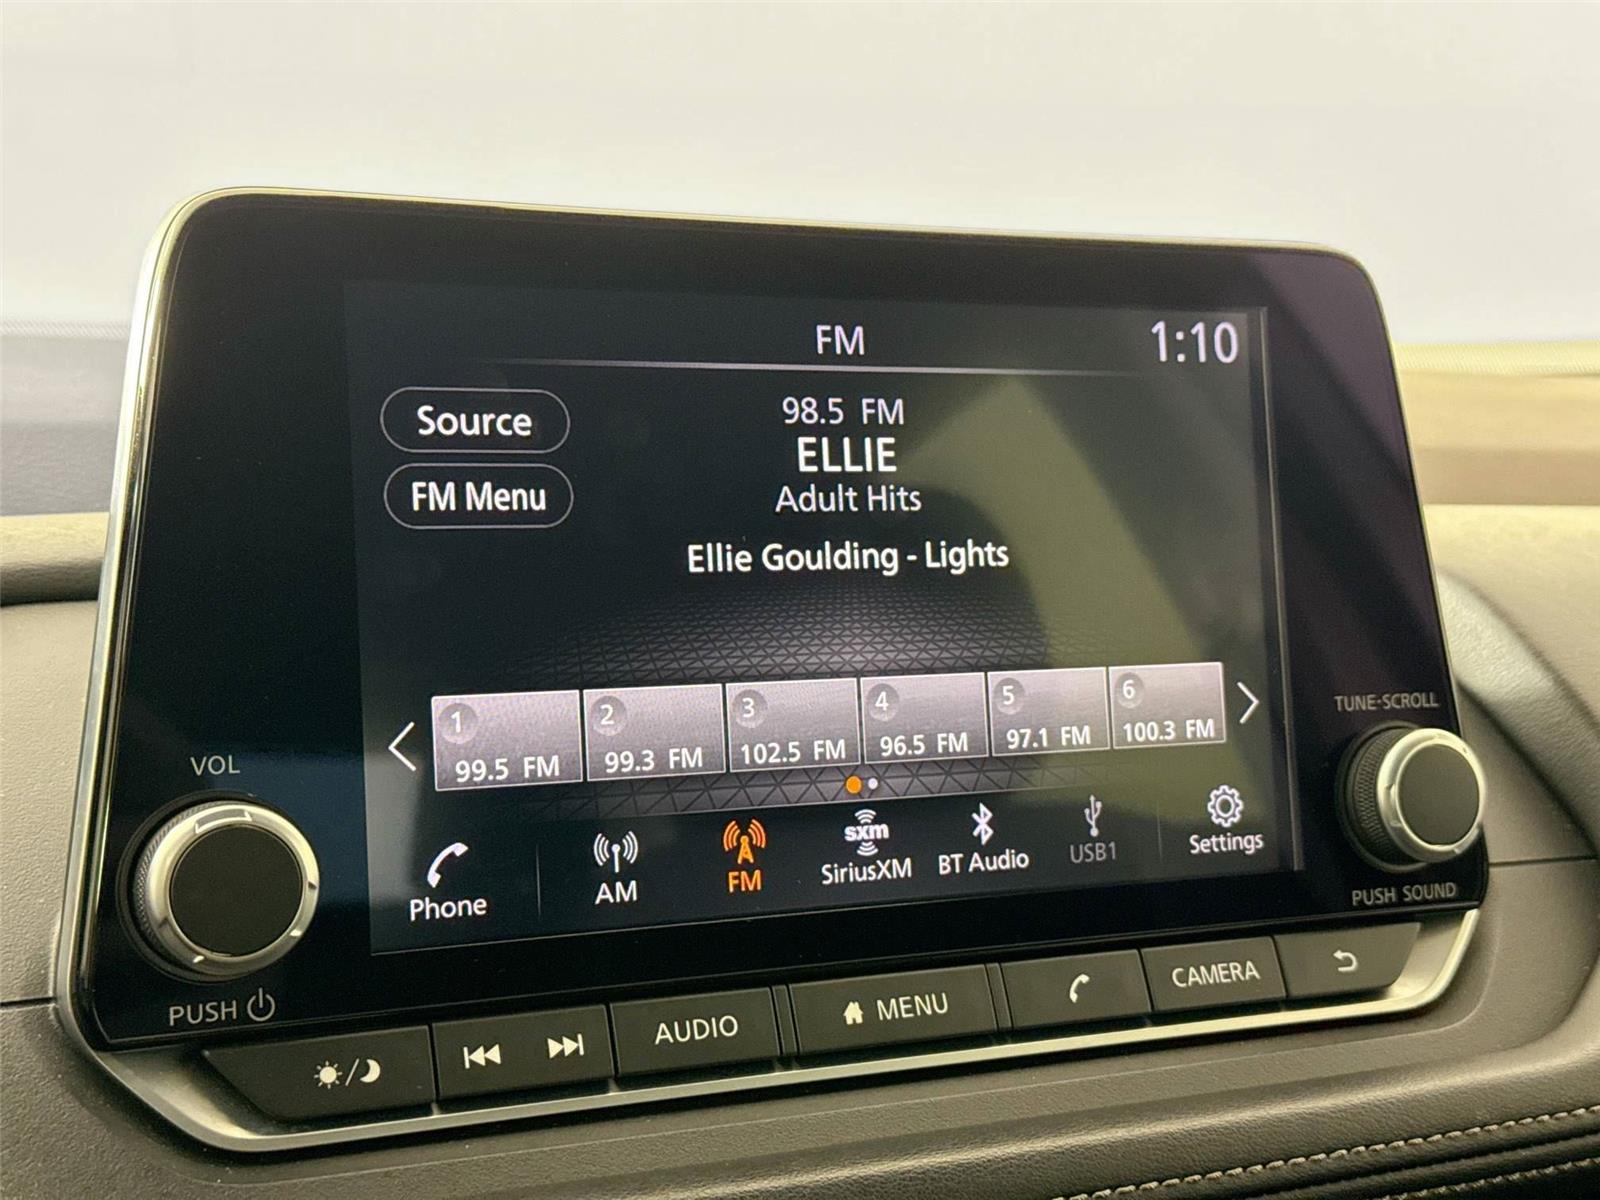 FM
1:10
Source
98.5 FM
ELLIE
FM Menu
Adult Hits
Ellie Goulding - Lights
1
99.5 FM
2
99.3 FM
3
102.5 FM
4
96.5 FM
5
97.1 FM
6
100.3 FM
TUNE·SCROLL
VOL
Phone
AM
FM
sxm
SiriusXM
BT Audio
USB1
Settings
PUSH SOUND
PUSH
AUDIO
MENU
CAMERA